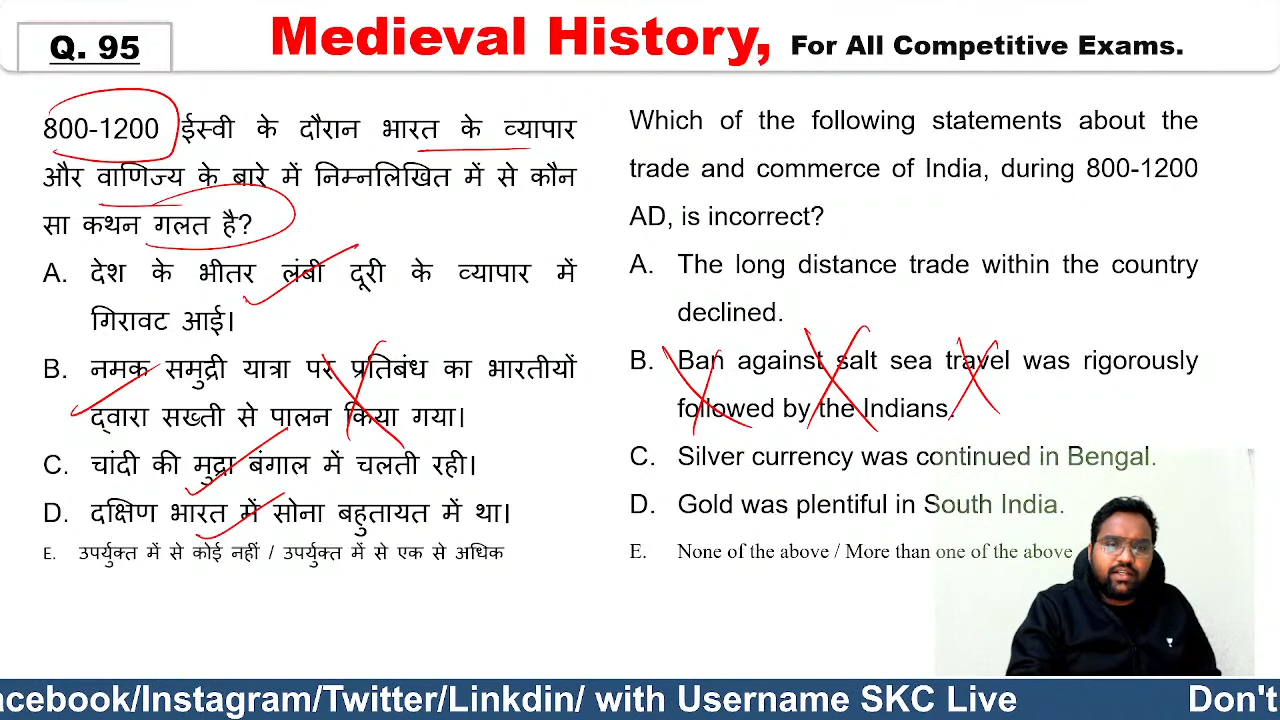 Q. 95
Medieval History, For All Competitive Exams.
800-1200 ईस्वी के दौरान भारत के व्यापार
और वाणिज्य के बारे में निम्नलिखित में से कौन
सा कथन गलत है?
A. देश के भीतर लंबी दूरी के व्यापार में
गिरावट आई।
B. नमक समुद्री यात्रा पर प्रतिबंध का भारतीयों
द्वारा सख्ती से पालन किया गया।
C. चांदी की मुद्रा बंगाल में चलती रही।
D. दक्षिण भारत में सोना बहुतायत में था।
E. उपर्युक्त में से कोई नहीं / उपर्युक्त में से एक से अधिक
Which of the following statements about the
trade and commerce of India, during 800-1200
AD, is incorrect?
A. The long distance trade within the country
declined.
B. Ban against salt sea travel was rigorously
followed by the Indians.
C. Silver currency was continued in Bengal.
D. Gold was plentiful in South India.
E. None of the above / More than one of the above
acebook/Instagram/Twitter/Linkdin/ with Username SKC Live Don't